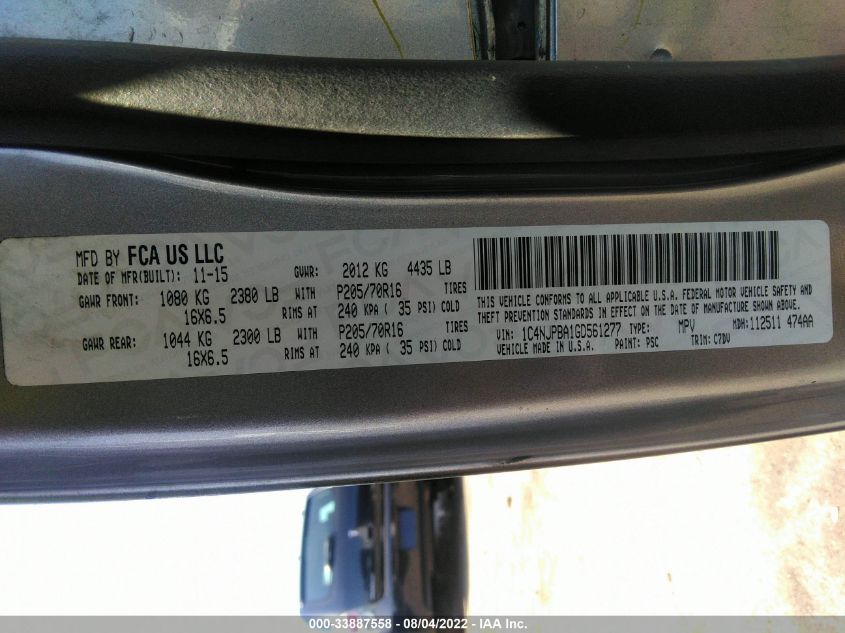 MFD BY FCA US LLC
DATE OF MFR(BUILT): 11-15 GVWR: 2012 KG 4435 LB
GAWR FRONT: 1080 KG 2380 LB WITH P205/70R16 TIRES
16X6.5 RIMS AT 240 KPA ( 35 PSI) COLD
GAWR REAR: 1044 KG 2300 LB WITH P205/70R16 TIRES
16X6.5 RIMS AT 240 KPA ( 35 PSI) COLD
THIS VEHICLE CONFORMS TO ALL APPLICABLE U.S.A. FEDERAL MOTOR VEHICLE SAFETY AND
THEFT PREVENTION STANDARDS IN EFFECT ON THE DATE OF MANUFACTURE SHOWN ABOVE.
VIN: 1C4NJPBA1GD561277 TYPE: MPV MDH: 112511 474AA
VEHICLE MADE IN U.S.A. PAINT: PSC TRIM: C7DV
000-33887558 - 08/04/2022 - IAA Inc.